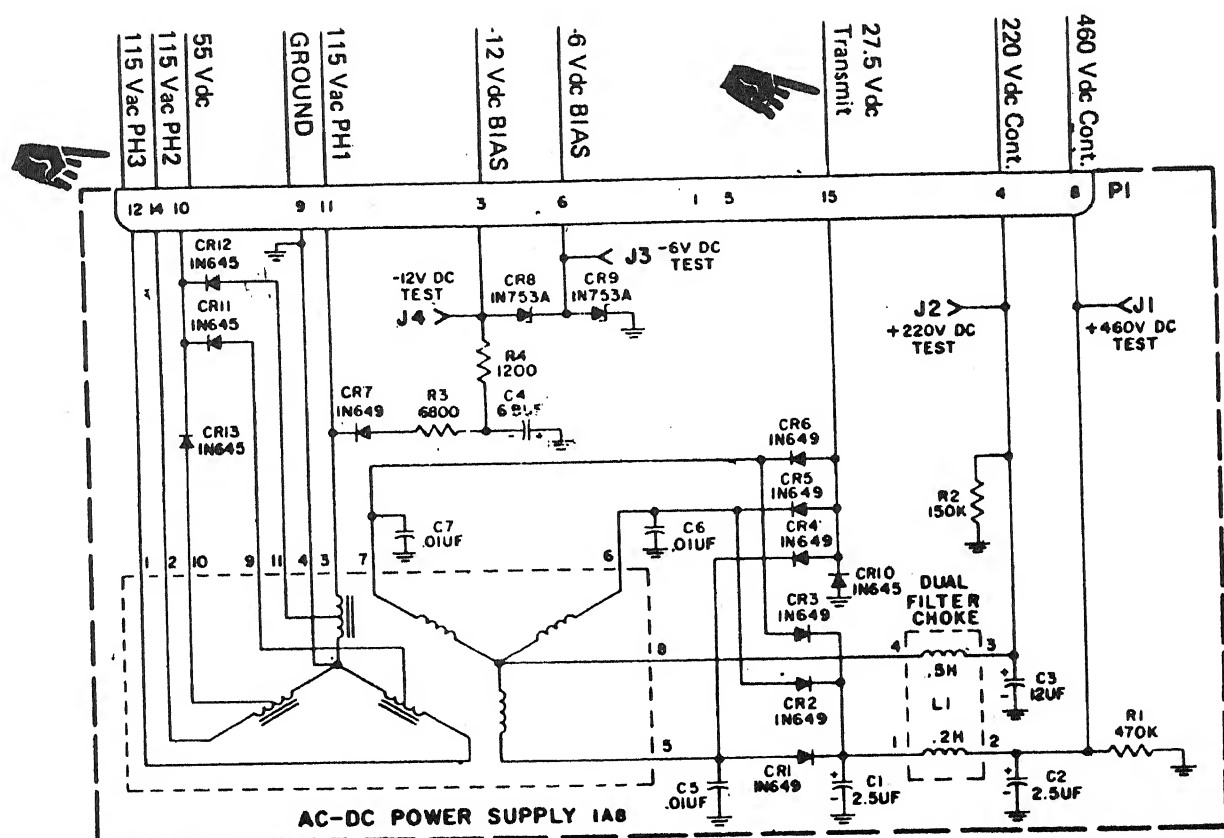 115 Vac PH3
115 Vac PH2
55 Vdc
GROUND
115 Vac PH1
-12 Vdc BIAS
-6 Vdc BIAS
27.5 Vdc
Transmit
220 Vdc Cont.
460 Vdc Cont.
12 14 10 9 11 3 6 1 5 15 4 8 P1
CR12
1N645
CR11
1N645
CR13
1N645
J3 -6V DC
TEST
-12V DC
TEST
J4
CR8
1N753A
CR9
1N753A
J2
+220V DC
TEST
J1
+460V DC
TEST
R4
1200
CR7
1N649
R3
6800
C4
CR6
1N649
CR5
1N649
CR4
1N649
R2
150K
C7
.01UF
C6
.01UF
CR10
1N645
1 2 10 9 11 4 3 7 6
CR3
1N649
DUAL
FILTER
CHOKE
8
4 3
.5H
C3
12UF
CR2
1N649
L1
.2H
R1
470K
5
1 2
CR1
1N649
C5
.01UF
C1
2.5UF
C2
2.5UF
AC-DC POWER SUPPLY 1A8